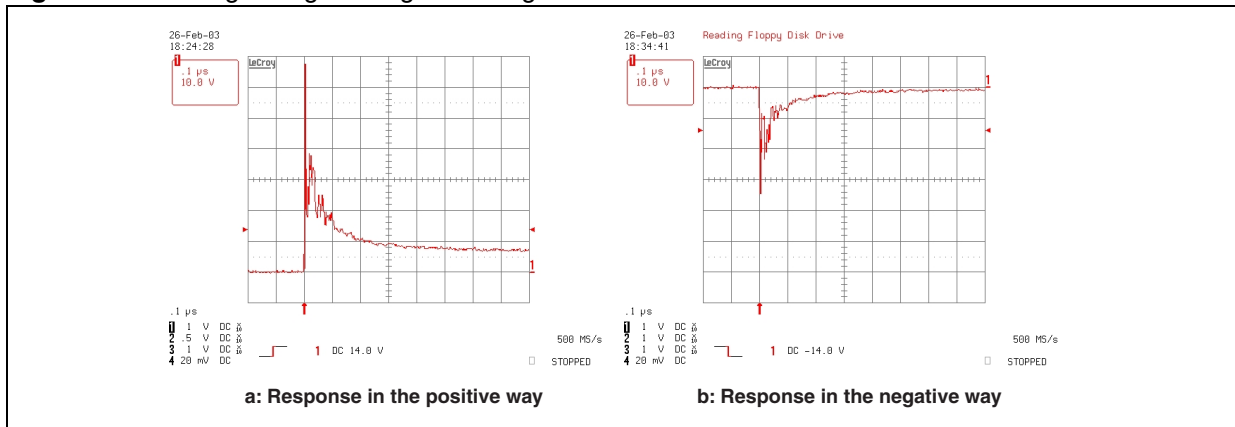 26-Feb-03
18:24:28
1
.1 µs
10.0 V
LeCroy
1
.1 µs
1 1 V DC
2 .5 V DC
3 1 V DC
4 20 mV DC
1 DC 14.0 V
500 MS/s
STOPPED
a: Response in the positive way
26-Feb-03
18:34:41
Reading Floppy Disk Drive
1
.1 µs
10.0 V
LeCroy
1
.1 µs
1 1 V DC
2 1 V DC
3 1 V DC
4 20 mV DC
1 DC -14.0 V
500 MS/s
STOPPED
b: Response in the negative way